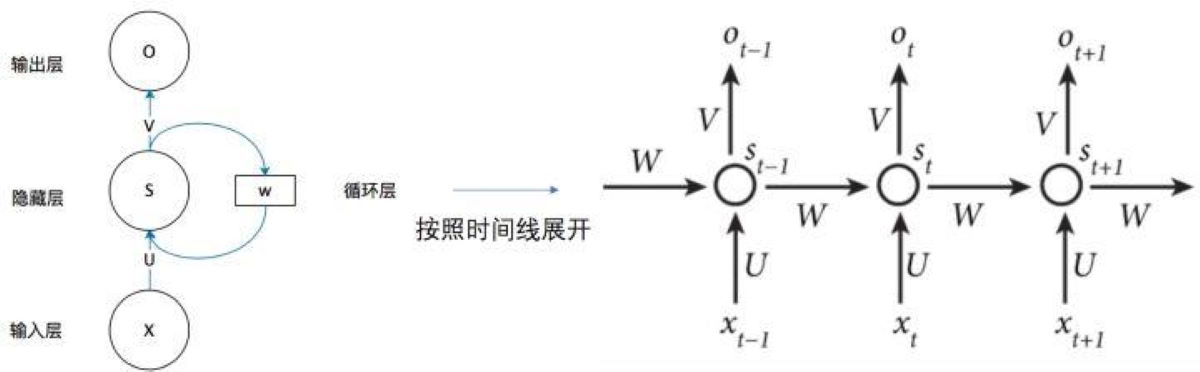 输出层
O
V
隐藏层
S
w
循环层
U
输入层
X
按照时间线展开
o_{t-1}
o_t
o_{t+1}
V
V
V
W
s_{t-1}
s_t
s_{t+1}
W
W
W
U
U
U
x_{t-1}
x_t
x_{t+1}